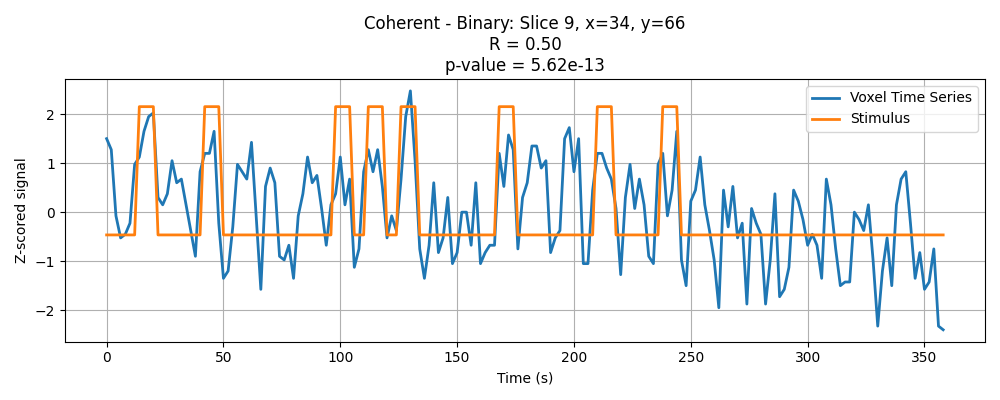 Coherent - Binary: Slice 9, x=34, y=66
R = 0.50
p-value = 5.62e-13
Voxel Time Series
Stimulus
Z-scored signal
2
1
0
−1
−2
0 50 100 150 200 250 300 350
Time (s)